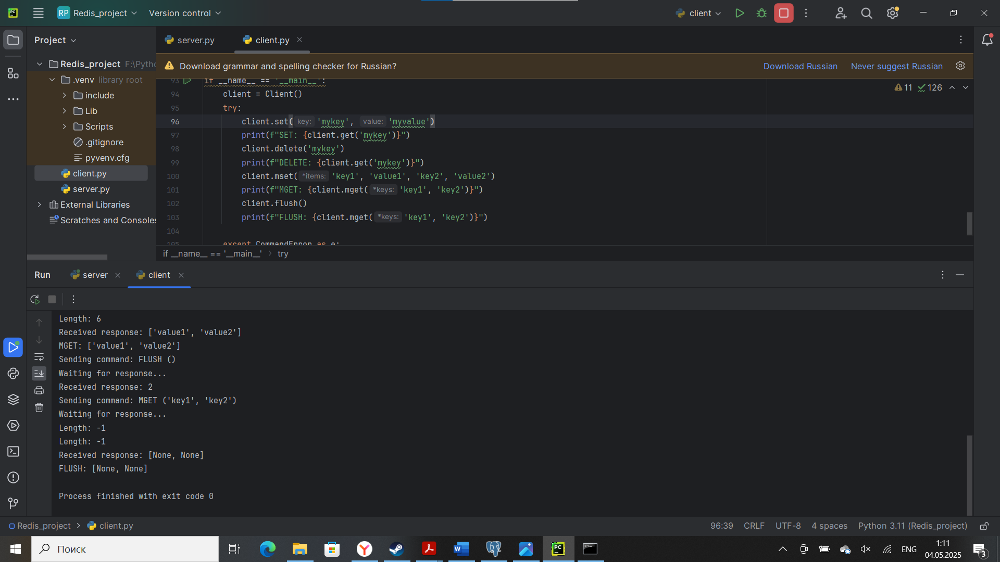 RP Redis_project
Version control
client
Project
server.py
client.py
Redis_project F:\Pytho
Download grammar and spelling checker for Russian?
Download Russian
Never suggest Russian
.venv library root
include
Lib
Scripts
.gitignore
pyvenv.cfg
client.py
server.py
External Libraries
Scratches and Consoles
11
126
93 if __name__ == '__main__':
94 client = Client()
95 try:
96 client.set( key: 'mykey', value: 'myvalue')
97 print(f"SET: {client.get('mykey')}")
98 client.delete('mykey')
99 print(f"DELETE: {client.get('mykey')}")
100 client.mset( *items: 'key1', 'value1', 'key2', 'value2')
101 print(f"MGET: {client.mget( *keys: 'key1', 'key2')}")
102 client.flush()
103 print(f"FLUSH: {client.mget( *keys: 'key1', 'key2')}")
104
105 except CommandError as e:
if __name__ == '__main__' > try
Run
server
client
Length: 6
Received response: ['value1', 'value2']
MGET: ['value1', 'value2']
Sending command: FLUSH ()
Waiting for response...
Received response: 2
Sending command: MGET ('key1', 'key2')
Waiting for response...
Length: -1
Length: -1
Received response: [None, None]
FLUSH: [None, None]
Process finished with exit code 0
Redis_project > client.py
96:39
CRLF
UTF-8
4 spaces
Python 3.11 (Redis_project)
Поиск
ENG
1:11
04.05.2025
3